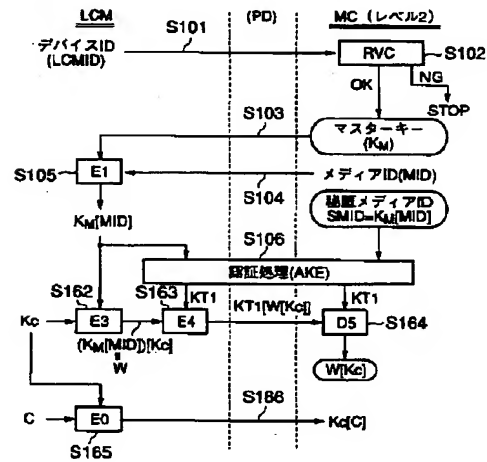 LCM
(PD)
MC (レベル2)
S101
デバイスID
(LCMID)
RVC
S102
OK
NG
STOP
S103
マスターキー
(KM)
S105
E1
S104
メディアID(MID)
KM[MID]
秘匿メディアID
SMID=KM[MID]
S106
認証処理(AKE)
S162
S163
KT1
KT1[W[Kc]]
KT1
Kc
E3
E4
D5
S164
(KM[MID])[Kc]
W
W[Kc]
C
E0
S166
Kc[C]
S165